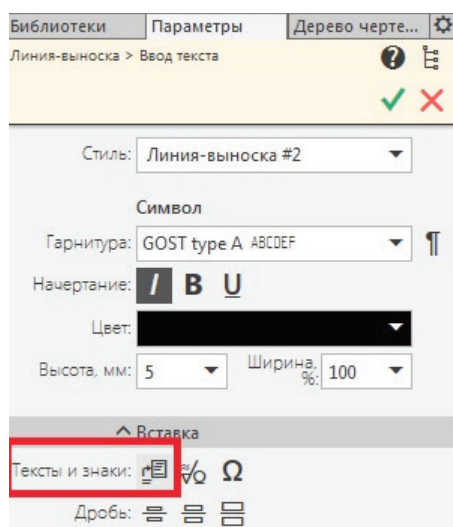 Библиотеки Параметры Дерево черте...
Линия-выноска > Ввод текста
Стиль: Линия-выноска #2
Символ
Гарнитура: GOST type A ABCDEF
Начертание: I B U
Цвет:
Высота, мм: 5 Ширина, %: 100
Вставка
Тексты и знаки: Ω
Дробь: